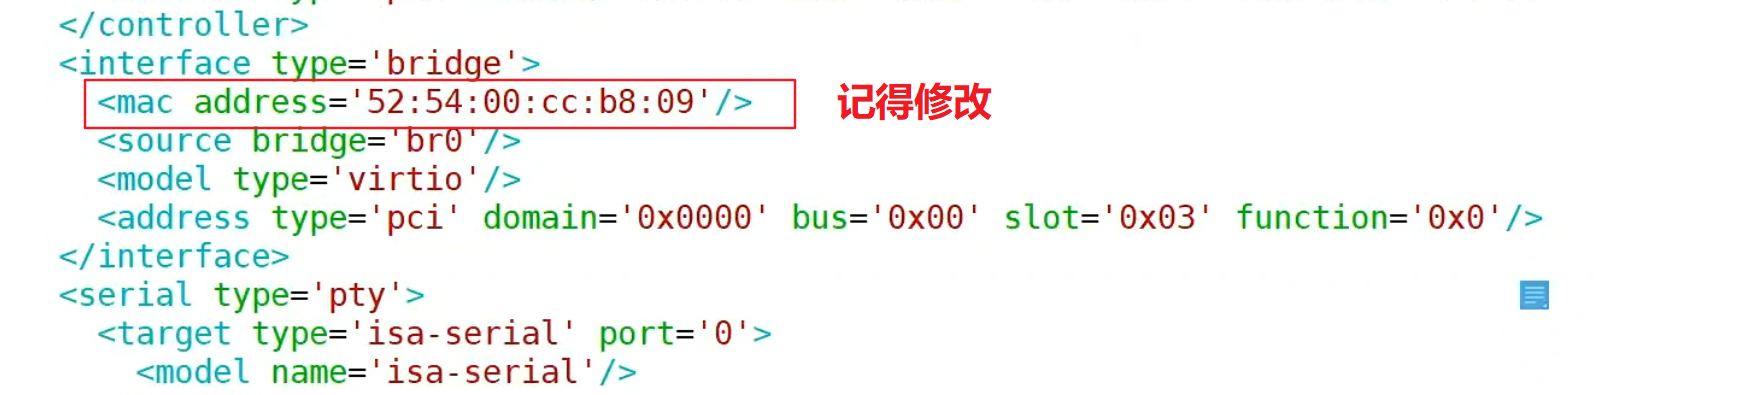 </controller>
<interface type='bridge'>
<mac address='52:54:00:cc:b8:09'/>
记得修改
<source bridge='br0'/>
<model type='virtio'/>
<address type='pci' domain='0x0000' bus='0x00' slot='0x03' function='0x0'/>
</interface>
<serial type='pty'>
<target type='isa-serial' port='0'>
<model name='isa-serial'/>